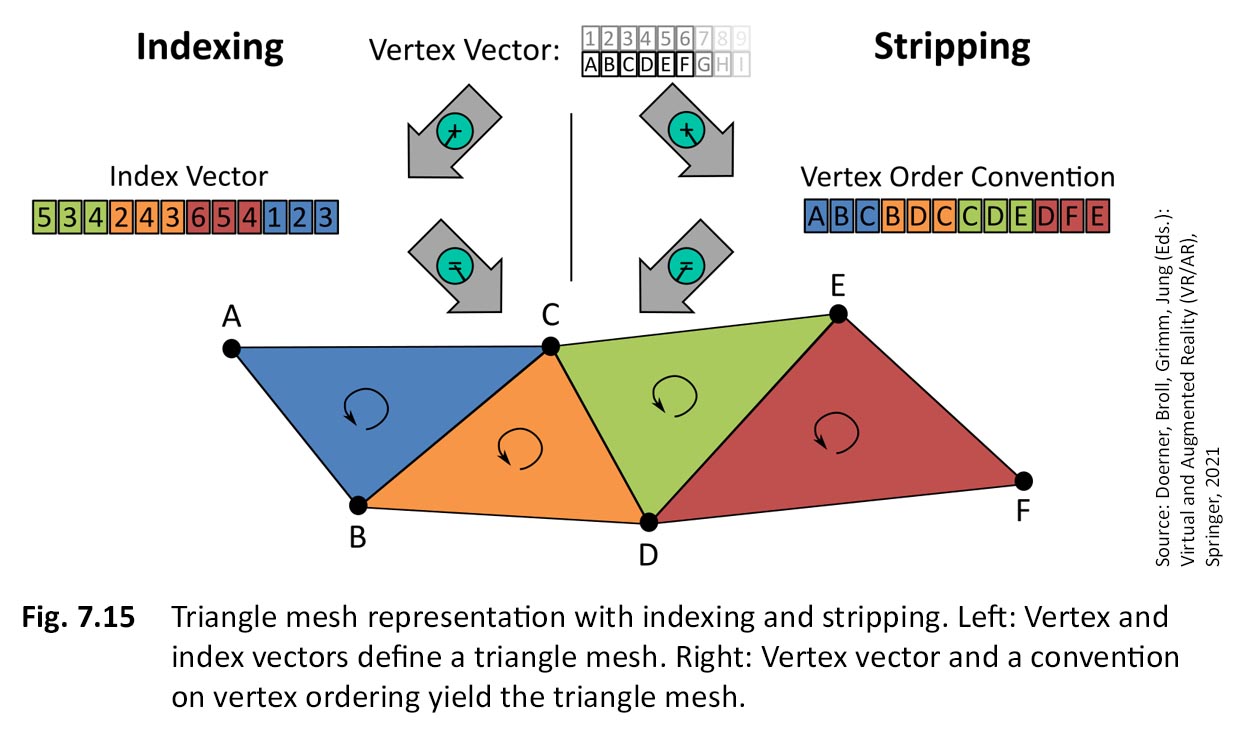 Indexing
Vertex Vector:
1 2 3 4 5 6 7 8 9
A B C D E F G H I
Stripping
+
+
Index Vector
5 3 4 2 4 3 6 5 4 1 2 3
Vertex Order Convention
A B C B D C C D E D F E
=
=
A
C
E
B
D
F
Source: Doerner, Broll, Grimm, Jung (Eds.):
Virtual and Augmented Reality (VR/AR),
Springer, 2021
Fig. 7.15 Triangle mesh representation with indexing and stripping. Left: Vertex and
index vectors define a triangle mesh. Right: Vertex vector and a convention
on vertex ordering yield the triangle mesh.